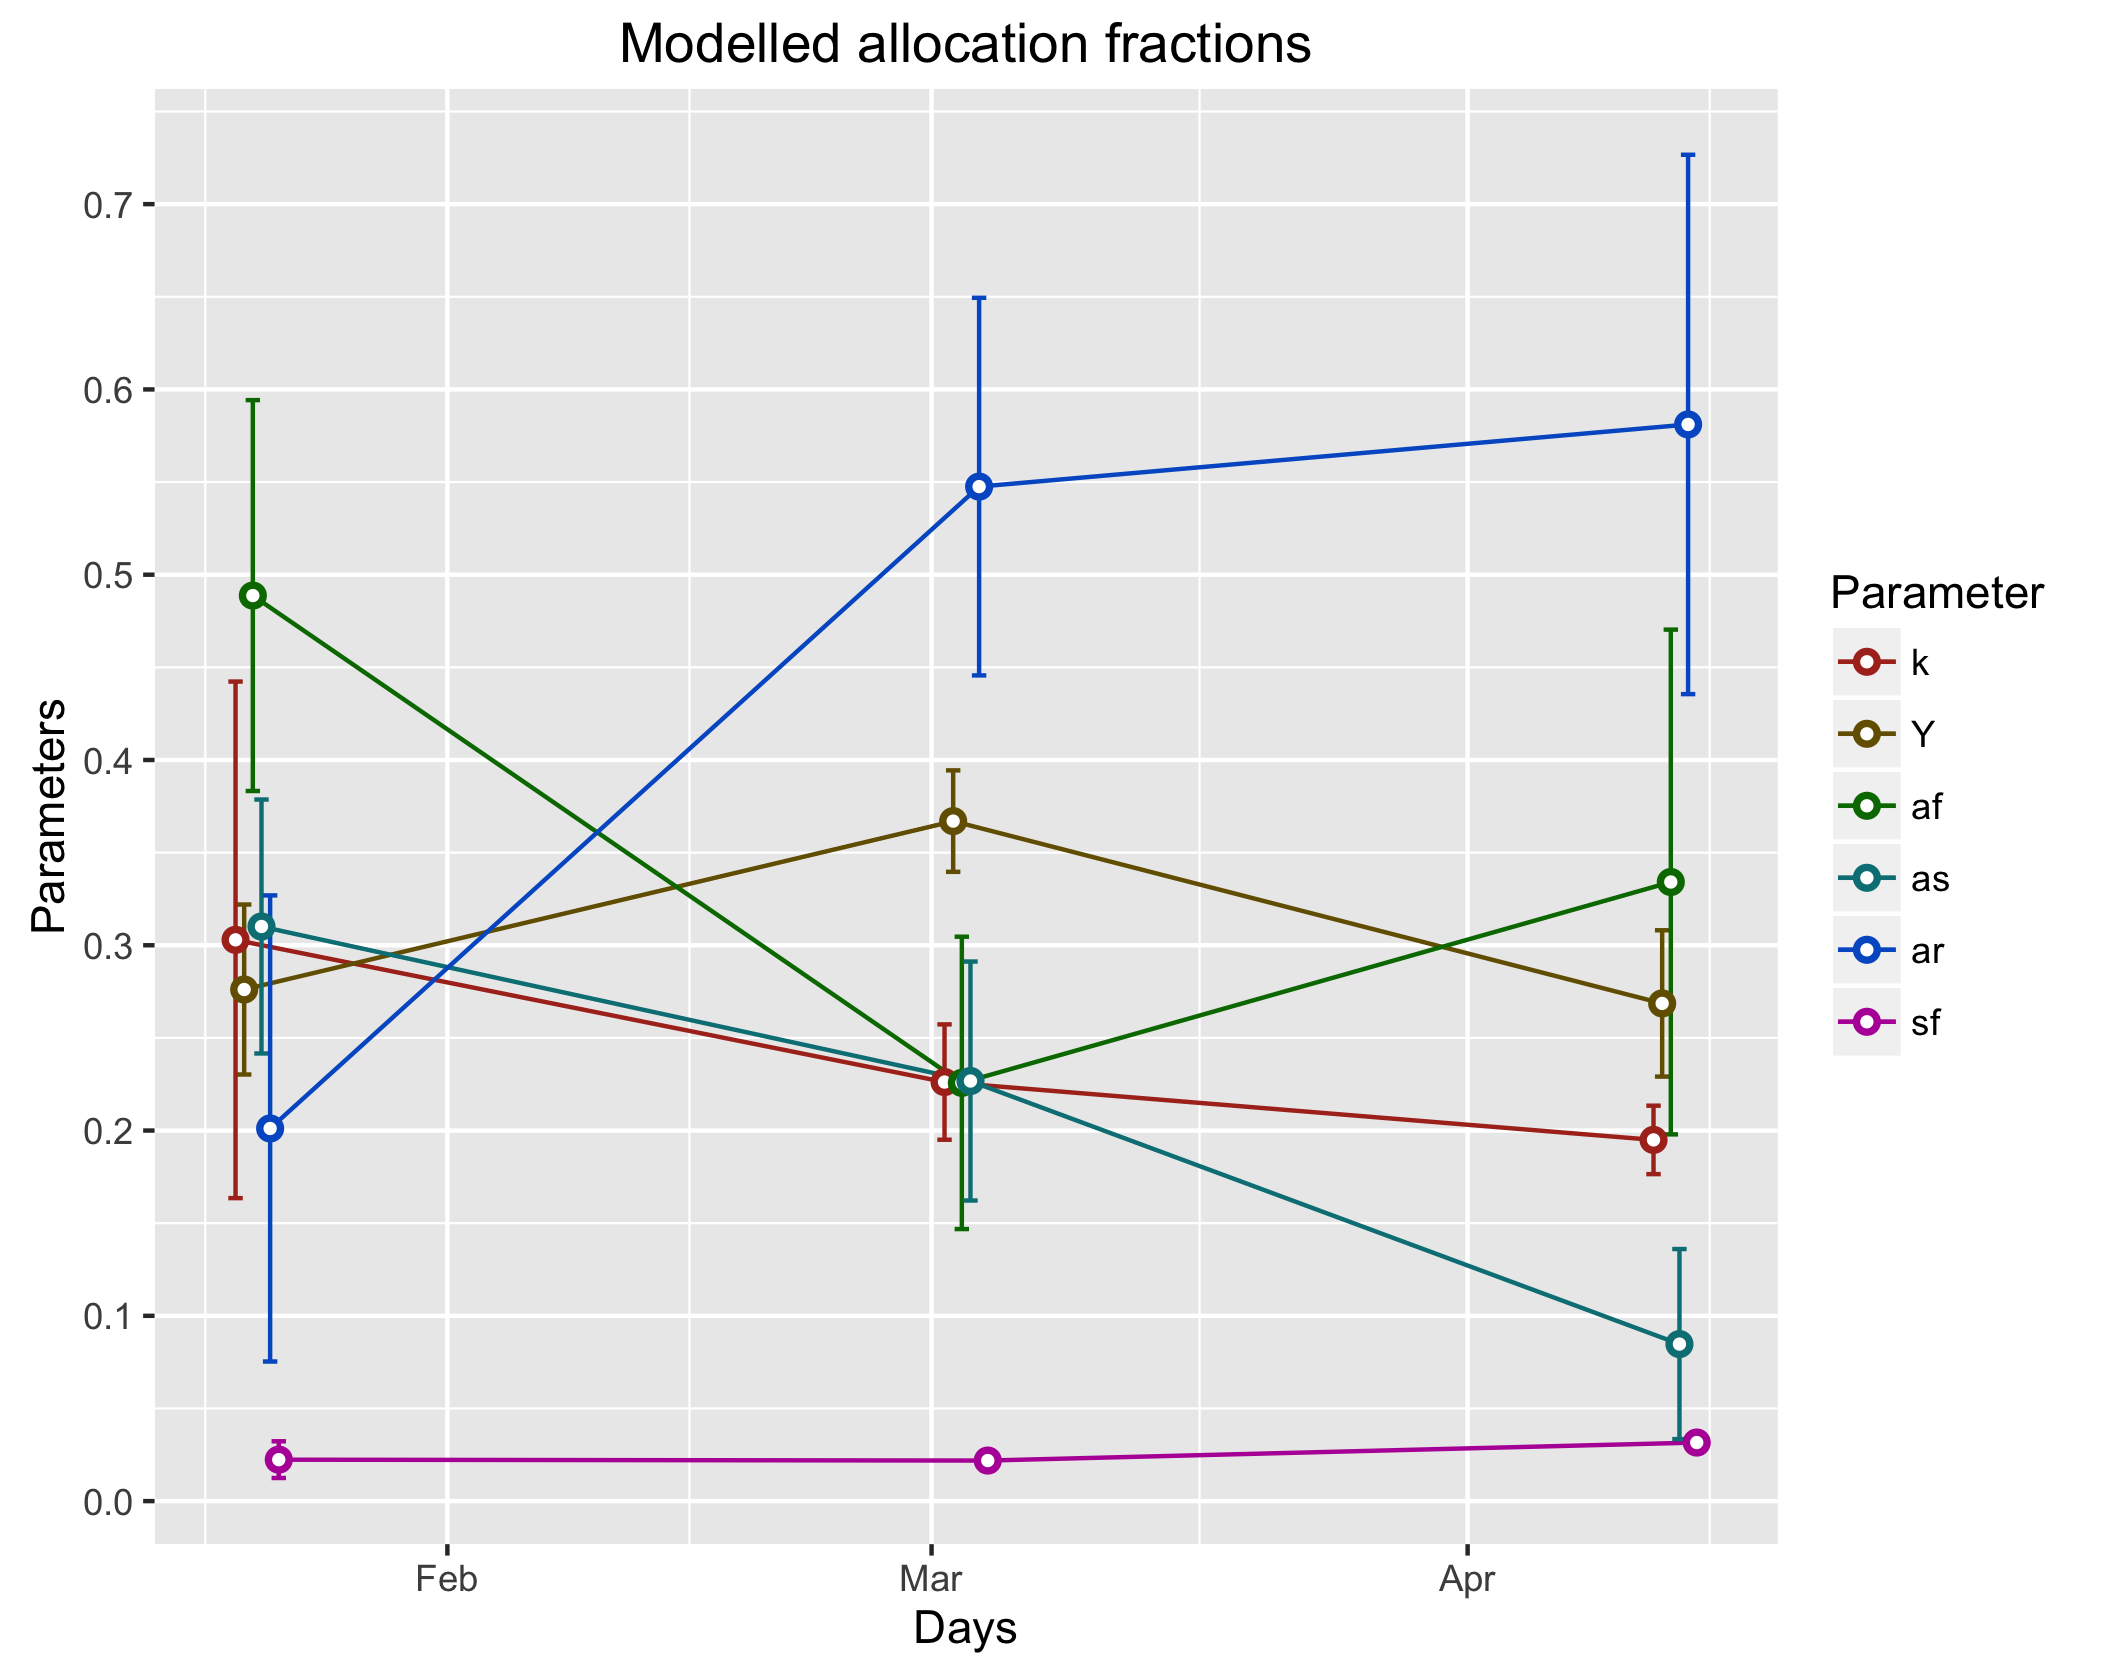 Modelled allocation fractions
0.7
0.6
0.5
0.4
0.3
0.2
0.1
0.0
Parameters
Feb Mar Apr
Days
Parameter
k
Y
af
as
ar
sf